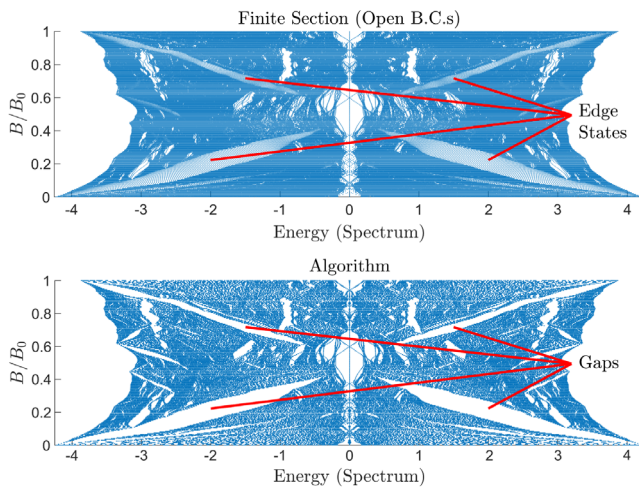 Finite Section (Open B.C.s)
1
0.8
0.6
0.4
0.2
0
B/B₀
-4 -3 -2 -1 0 1 2 3 4
Energy (Spectrum)
Edge
States
Algorithm
1
0.8
0.6
0.4
0.2
0
B/B₀
-4 -3 -2 -1 0 1 2 3 4
Energy (Spectrum)
Gaps